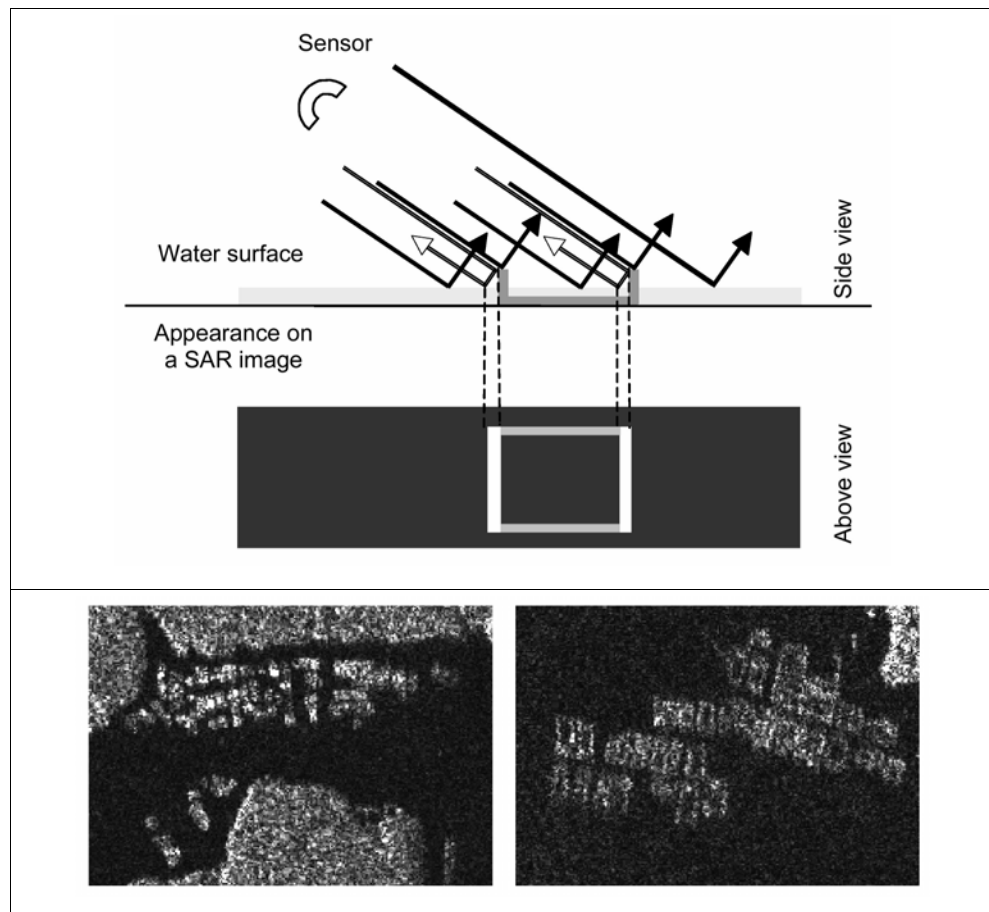 Sensor
Water surface
Side view
Appearance on
a SAR image
Above view